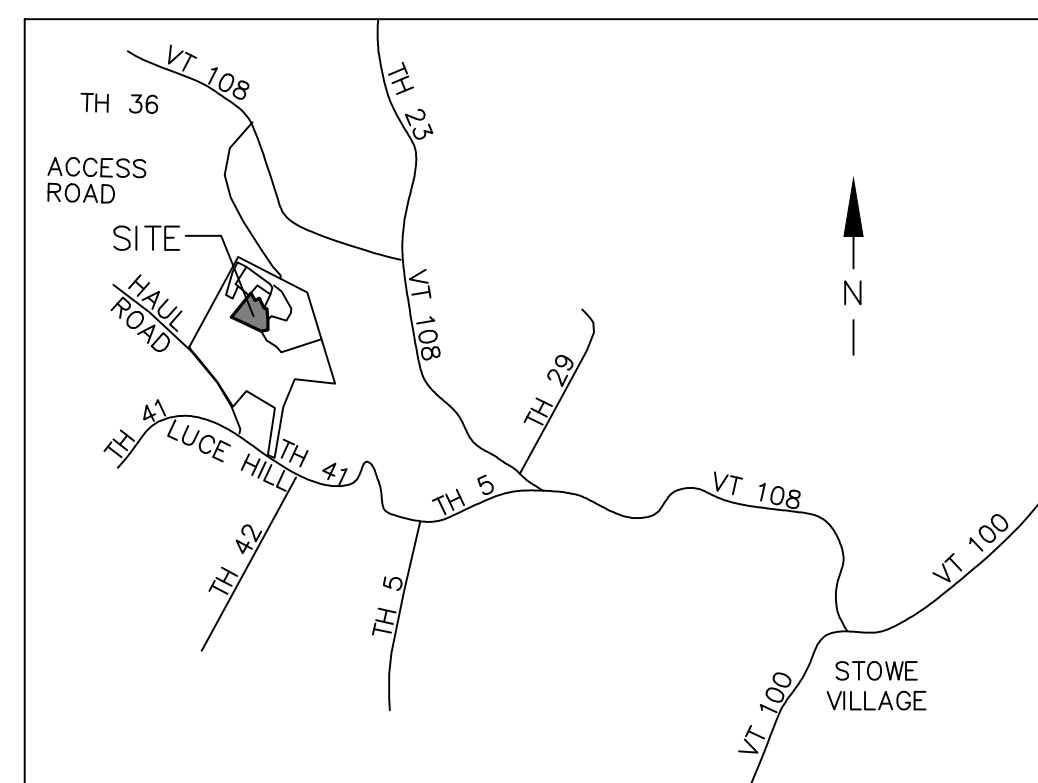 VT 108
TH 36
TH 23
ACCESS
ROAD
SITE
HAUL
ROAD
VT 108
N
TH 29
TH 41
LUCE HILL
TH 41
TH 5
VT 108
TH 42
TH 5
VT 100
STOWE
VILLAGE
VT 100